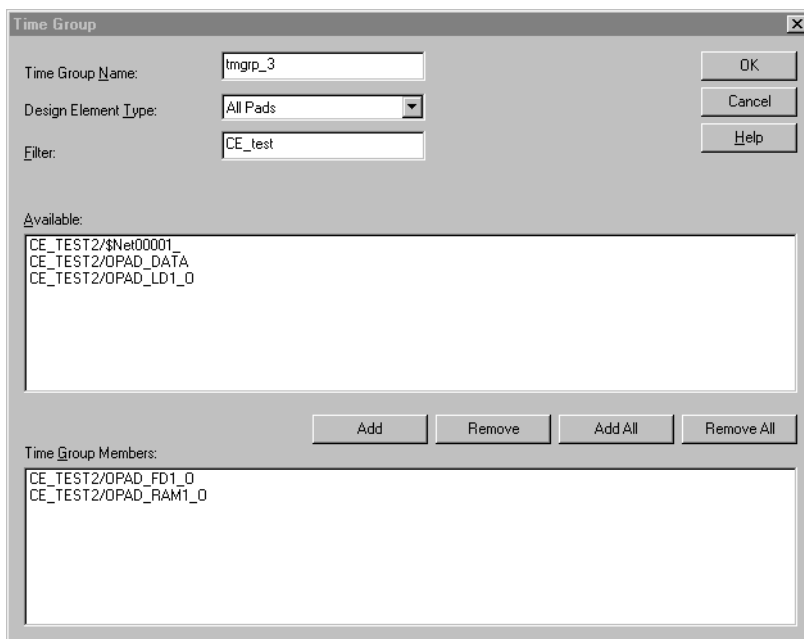 Time Group
Time Group Name: tmgrp_3 OK
Design Element Type: All Pads Cancel
Filter: CE_test Help
Available:
CE_TEST2/$Net00001_
CE_TEST2/OPAD_DATA
CE_TEST2/OPAD_LD1_O
Add Remove Add All Remove All
Time Group Members:
CE_TEST2/OPAD_FD1_O
CE_TEST2/OPAD_RAM1_O